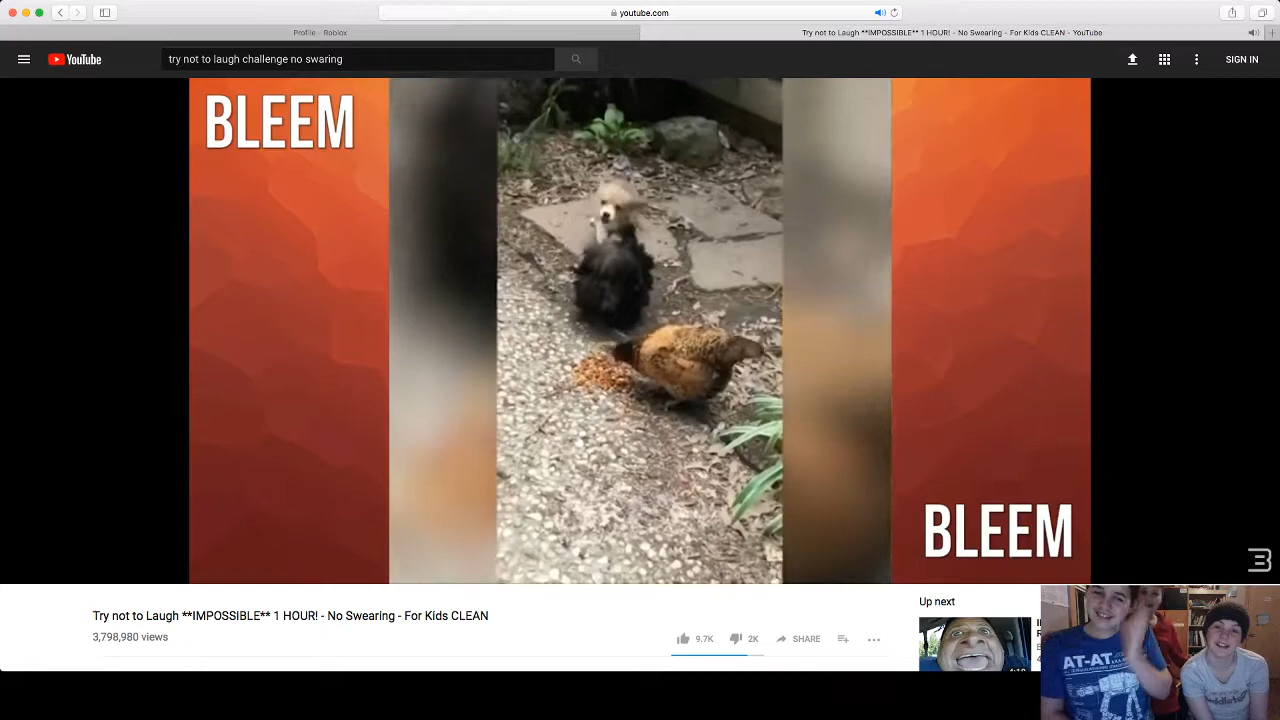 youtube.com
Profile - Roblox
Try not to Laugh **IMPOSSIBLE** 1 HOUR! - No Swearing - For Kids CLEAN - YouTube
YouTube
try not to laugh challenge no swaring
SIGN IN
BLEEM
BLEEM
Try not to Laugh **IMPOSSIBLE** 1 HOUR! - No Swearing - For Kids CLEAN
3,798,980 views
9.7K
2K
SHARE
Up next
AT-AT